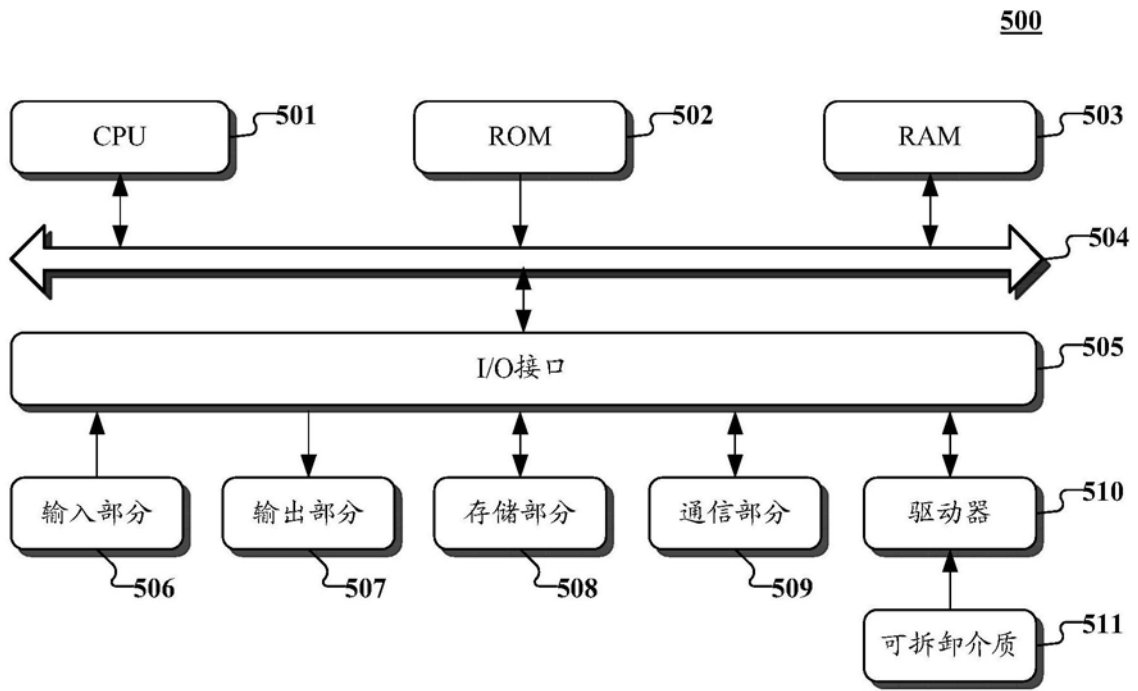 500
CPU
501
ROM
502
RAM
503
504
I/O接口
505
输入部分
506
输出部分
507
存储部分
508
通信部分
509
驱动器
510
可拆卸介质
511